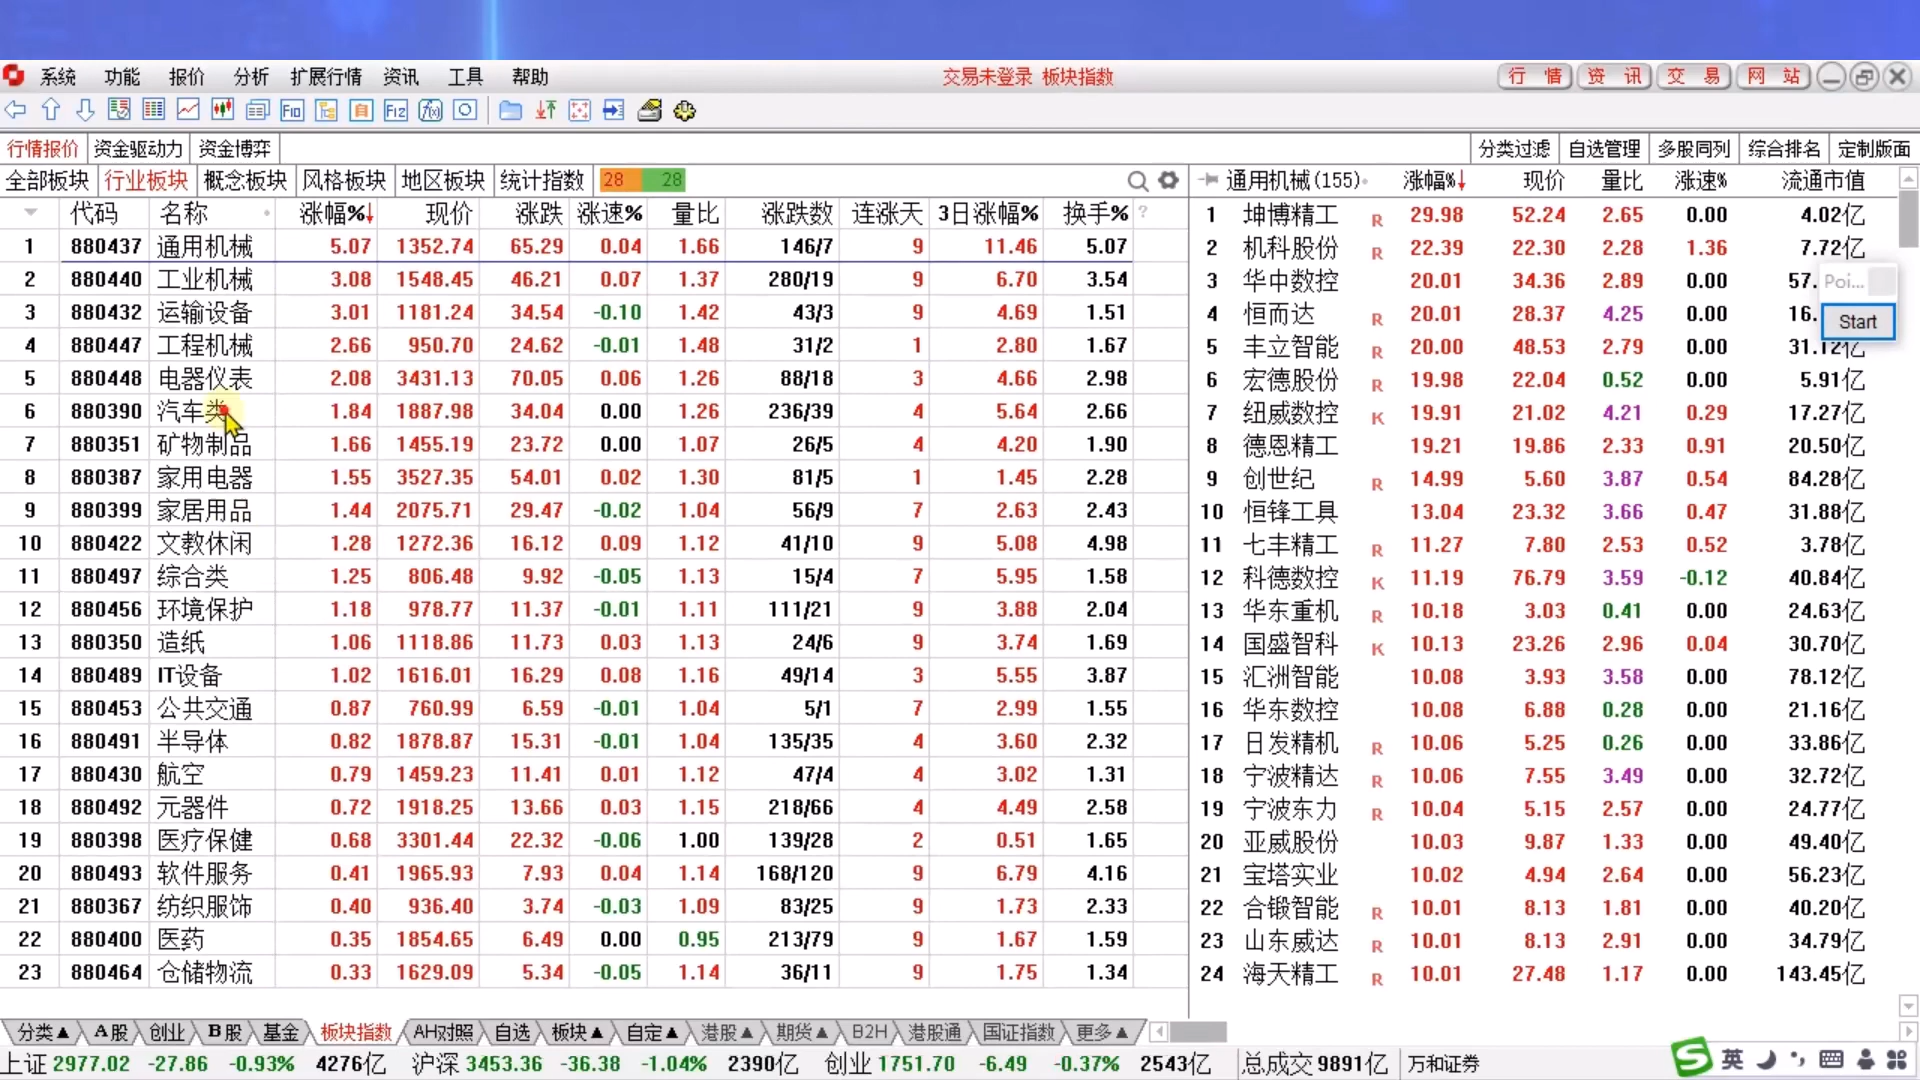 系统 功能 报价 分析 扩展行情 资讯 工具 帮助 交易未登录 板块指数 行 情 资 讯 交 易 网 站
行情报价 资金驱动力 资金博弈 分类过滤 自选管理 多股同列 综合排名 定制版面
全部板块 行业板块 概念板块 风格板块 地区板块 统计指数 28 28
代码 名称 涨幅%↓ 现价 涨跌 涨速% 量比 涨跌数 连涨天 3日涨幅% 换手% ?
1 880437 通用机械 5.07 1352.74 65.29 0.04 1.66 146/7 9 11.46 5.07
2 880440 工业机械 3.08 1548.45 46.21 0.07 1.37 280/19 9 6.70 3.54
3 880432 运输设备 3.01 1181.24 34.54 -0.10 1.42 43/3 9 4.69 1.51
4 880447 工程机械 2.66 950.70 24.62 -0.01 1.48 31/2 1 2.80 1.67
5 880448 电器仪表 2.08 3431.13 70.05 0.06 1.26 88/18 3 4.66 2.98
6 880390 汽车类 1.84 1887.98 34.04 0.00 1.26 236/39 4 5.64 2.66
7 880351 矿物制品 1.66 1455.19 23.72 0.00 1.07 26/5 4 4.20 1.90
8 880387 家用电器 1.55 3527.35 54.01 0.02 1.30 81/5 1 1.45 2.28
9 880399 家居用品 1.44 2075.71 29.47 -0.02 1.04 56/9 7 2.63 2.43
10 880422 文教休闲 1.28 1272.36 16.12 0.09 1.12 41/10 9 5.08 4.98
11 880497 综合类 1.25 806.48 9.92 -0.05 1.13 15/4 7 5.95 1.58
12 880456 环境保护 1.18 978.77 11.37 -0.01 1.11 111/21 9 3.88 2.04
13 880350 造纸 1.06 1118.86 11.73 0.03 1.13 24/6 9 3.74 1.69
14 880489 IT设备 1.02 1616.01 16.29 0.08 1.16 49/14 3 5.55 3.87
15 880453 公共交通 0.87 760.99 6.59 -0.01 1.04 5/1 7 2.99 1.55
16 880491 半导体 0.82 1878.87 15.31 -0.01 1.04 135/35 4 3.60 2.32
17 880430 航空 0.79 1459.23 11.41 0.01 1.12 47/4 4 3.02 1.31
18 880492 元器件 0.72 1918.25 13.66 0.03 1.15 218/66 4 4.49 2.58
19 880398 医疗保健 0.68 3301.44 22.32 -0.06 1.00 139/28 2 0.51 1.65
20 880493 软件服务 0.41 1965.93 7.93 0.04 1.14 168/120 9 6.79 4.16
21 880367 纺织服饰 0.40 936.40 3.74 -0.03 1.09 83/25 9 1.73 2.33
22 880400 医药 0.35 1854.65 6.49 0.00 0.95 213/79 9 1.67 1.59
23 880464 仓储物流 0.33 1629.09 5.34 -0.05 1.14 36/11 9 1.75 1.34
通用机械(155) 涨幅%↓ 现价 量比 涨速% 流通市值
1 坤博精工 R 29.98 52.24 2.65 0.00 4.02亿
2 机科股份 R 22.39 22.30 2.28 1.36 7.72亿
3 华中数控 20.01 34.36 2.89 0.00 57.
4 恒而达 R 20.01 28.37 4.25 0.00 16.
5 丰立智能 R 20.00 48.53 2.79 0.00 31.12亿
6 宏德股份 R 19.98 22.04 0.52 0.00 5.91亿
7 纽威数控 K 19.91 21.02 4.21 0.29 17.27亿
8 德恩精工 19.21 19.86 2.33 0.91 20.50亿
9 创世纪 R 14.99 5.60 3.87 0.54 84.28亿
10 恒锋工具 13.04 23.32 3.66 0.47 31.88亿
11 七丰精工 R 11.27 7.80 2.53 0.52 3.78亿
12 科德数控 K 11.19 76.79 3.59 -0.12 40.84亿
13 华东重机 R 10.18 3.03 0.41 0.00 24.63亿
14 国盛智科 K 10.13 23.26 2.96 0.04 30.70亿
15 汇洲智能 10.08 3.93 3.58 0.00 78.12亿
16 华东数控 10.08 6.88 0.28 0.00 21.16亿
17 日发精机 R 10.06 5.25 0.26 0.00 33.86亿
18 宁波精达 R 10.06 7.55 3.49 0.00 32.72亿
19 宁波东力 R 10.04 5.15 2.57 0.00 24.77亿
20 亚威股份 10.03 9.87 1.33 0.00 49.40亿
21 宝塔实业 10.02 4.94 2.64 0.00 56.23亿
22 合锻智能 R 10.01 8.13 1.81 0.00 40.20亿
23 山东威达 R 10.01 8.13 2.91 0.00 34.79亿
24 海天精工 R 10.01 27.48 1.17 0.00 143.45亿
Poi...
Start
分类▲ A股 创业 B股 基金 板块指数 AH对照 自选 板块▲ 自定▲ 港股▲ 期货▲ B2H 港股通 国证指数 更多▲
上证 2977.02 -27.86 -0.93% 4276亿 沪深 3453.36 -36.38 -1.04% 2390亿 创业 1751.70 -6.49 -0.37% 2543亿 总成交 9891亿 万和证券
S 英